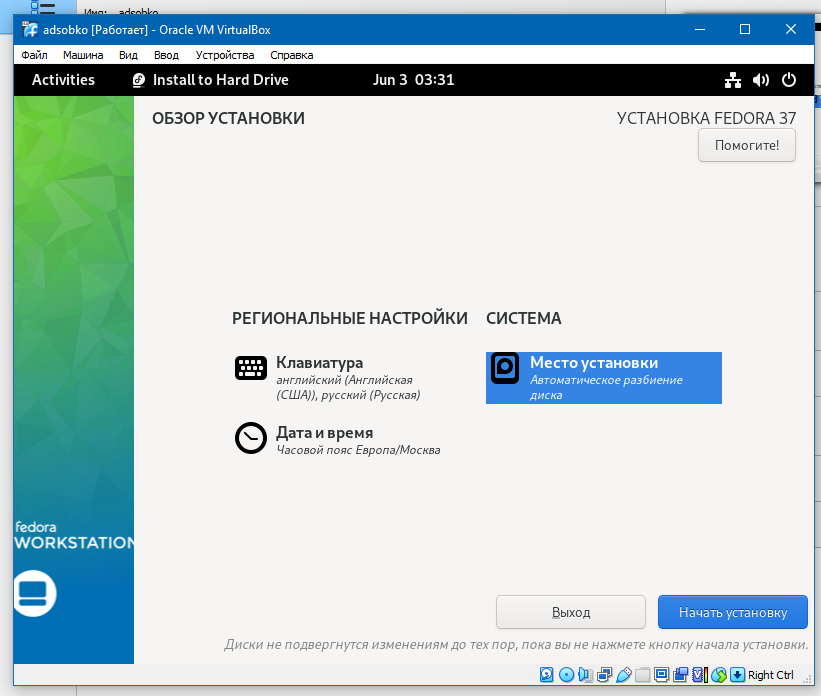 Имя: adsobko
adsobko [Работает] - Oracle VM VirtualBox
Файл Машина Вид Ввод Устройства Справка
Activities Install to Hard Drive Jun 3 03:31
ОБЗОР УСТАНОВКИ
УСТАНОВКА FEDORA 37
Помогите!
РЕГИОНАЛЬНЫЕ НАСТРОЙКИ
СИСТЕМА
Клавиатура
английский (Английская
(США)), русский (Русская)
Место установки
Автоматическое разбиение
диска
Дата и время
Часовой пояс Европа/Москва
fedora
WORKSTATION
Выход
Начать установку
Диски не подвергнутся изменениям до тех пор, пока вы не нажмете кнопку начала установки.
Right Ctrl